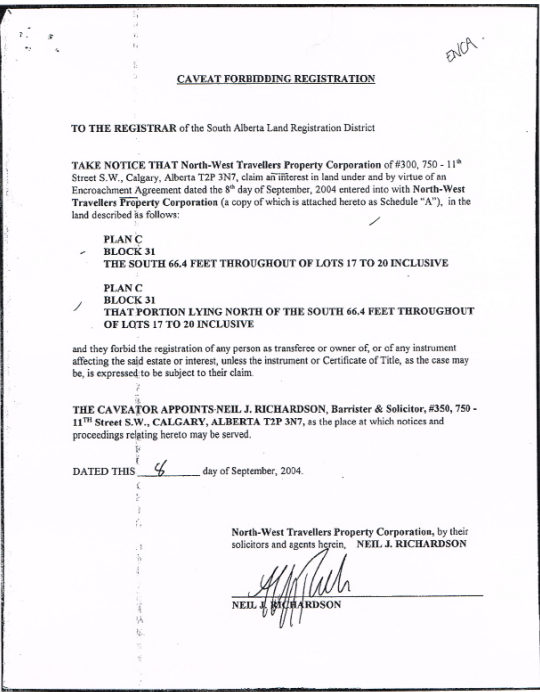 ENCA.
CAVEAT FORBIDDING REGISTRATION
TO THE REGISTRAR of the South Alberta Land Registration District
TAKE NOTICE THAT North-West Travellers Property Corporation of #300, 750 - 11th
Street S.W., Calgary, Alberta T2P 3N7, claim an interest in land under and by virtue of an
Encroachment Agreement dated the 8th day of September, 2004 entered into with North-West
Travellers Property Corporation (a copy of which is attached hereto as Schedule "A"), in the
land described as follows:
PLAN C
BLOCK 31
THE SOUTH 66.4 FEET THROUGHOUT OF LOTS 17 TO 20 INCLUSIVE
PLAN C
BLOCK 31
THAT PORTION LYING NORTH OF THE SOUTH 66.4 FEET THROUGHOUT
OF LOTS 17 TO 20 INCLUSIVE
and they forbid the registration of any person as transferee or owner of, or of any instrument
affecting the said estate or interest, unless the instrument or Certificate of Title, as the case may
be, is expressed to be subject to their claim.
THE CAVEATOR APPOINTS NEIL J. RICHARDSON, Barrister & Solicitor, #350, 750 -
11TH Street S.W., CALGARY, ALBERTA T2P 3N7, as the place at which notices and
proceedings relating hereto may be served.
DATED THIS 8 day of September, 2004.
North-West Travellers Property Corporation, by their
solicitors and agents herein, NEIL J. RICHARDSON
NEIL J. RICHARDSON